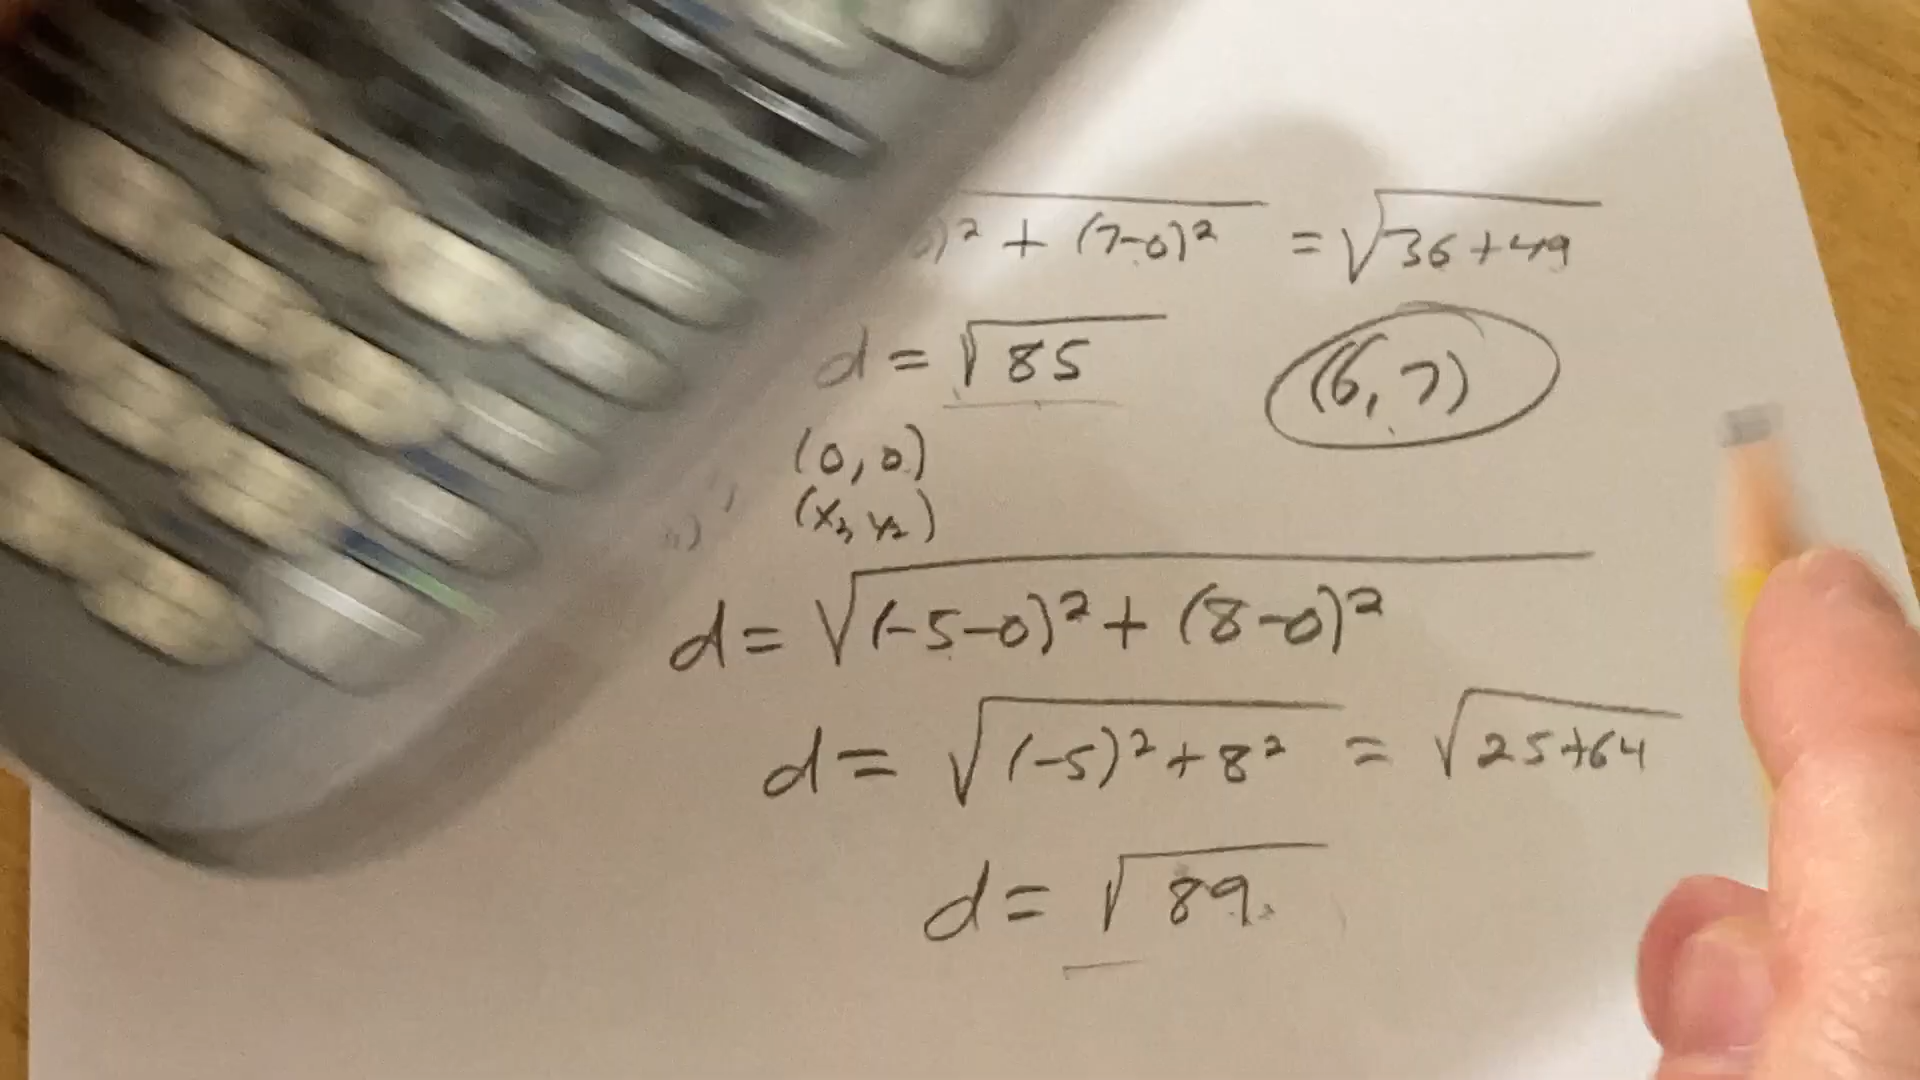 )² + (7-0)² = √36+49
d = √85
(6,7)
(0,0)
(x₂, y₂)
d = √(-5-0)² + (8-0)²
d = √(-5)² + 8² = √25+64
d = √89